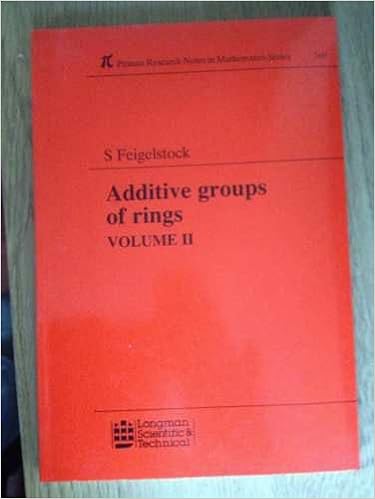 π Pitman Research Notes in Mathematics Series
S Feigelstock
Additive groups
of rings
VOLUME II
Longman
Scientific &
Technical